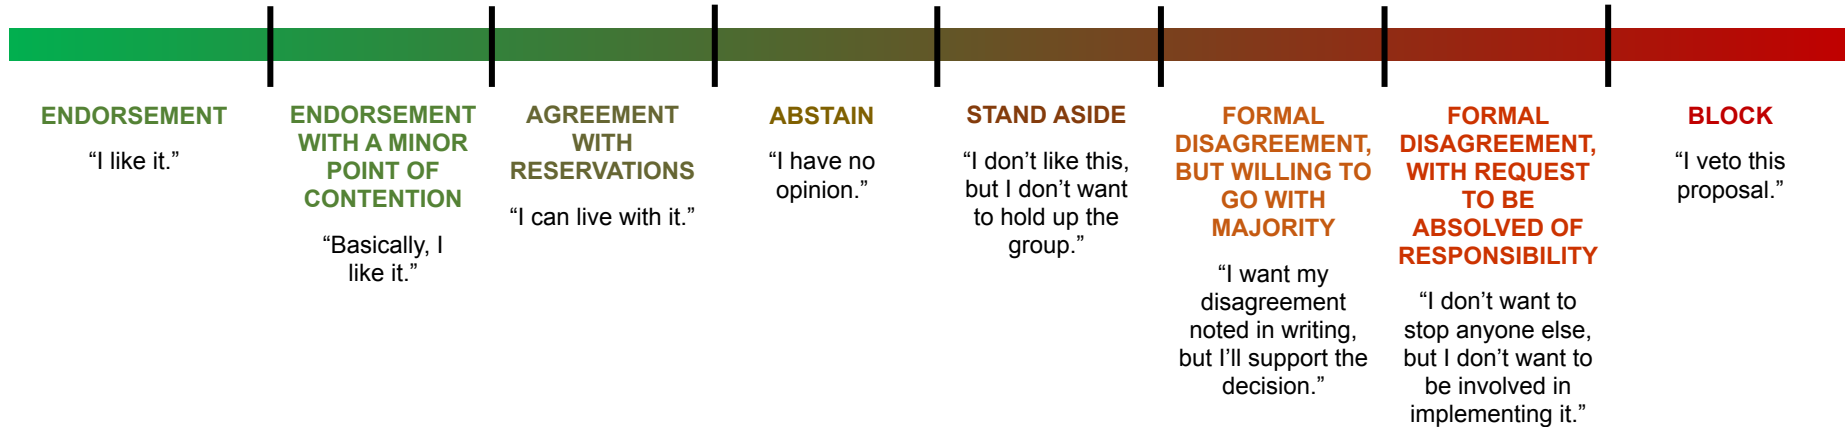 ENDORSEMENT
“I like it.”
ENDORSEMENT
WITH A MINOR
POINT OF
CONTENTION
“Basically, I
like it.”
AGREEMENT
WITH
RESERVATIONS
“I can live with it.”
ABSTAIN
“I have no
opinion.”
STAND ASIDE
“I don’t like this,
but I don’t want
to hold up the
group.”
FORMAL
DISAGREEMENT,
BUT WILLING TO
GO WITH
MAJORITY
“I want my
disagreement
noted in writing,
but I’ll support the
decision.”
FORMAL
DISAGREEMENT,
WITH REQUEST
TO BE
ABSOLVED OF
RESPONSIBILITY
“I don’t want to
stop anyone else,
but I don’t want to
be involved in
implementing it.”
BLOCK
“I veto this
proposal.”